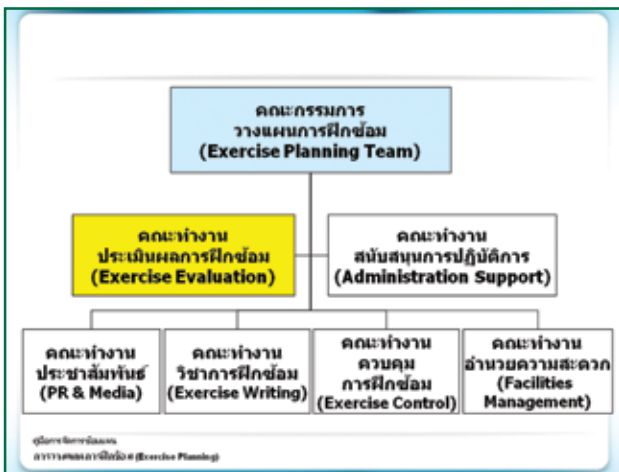 คณะกรรมการ
วางแผนการฝึกซ้อม
(Exercise Planning Team)
คณะทำงาน
ประเมินผลการฝึกซ้อม
(Exercise Evaluation)
คณะทำงาน
สนับสนุนการปฏิบัติการ
(Administration Support)
คณะทำงาน
ประชาสัมพันธ์
(PR & Media)
คณะทำงาน
วิชาการฝึกซ้อม
(Exercise Writing)
คณะทำงาน
ควบคุม
การฝึกซ้อม
(Exercise Control)
คณะทำงาน
อำนวยความสะดวก
(Facilities
Management)
(Exercise Planning)